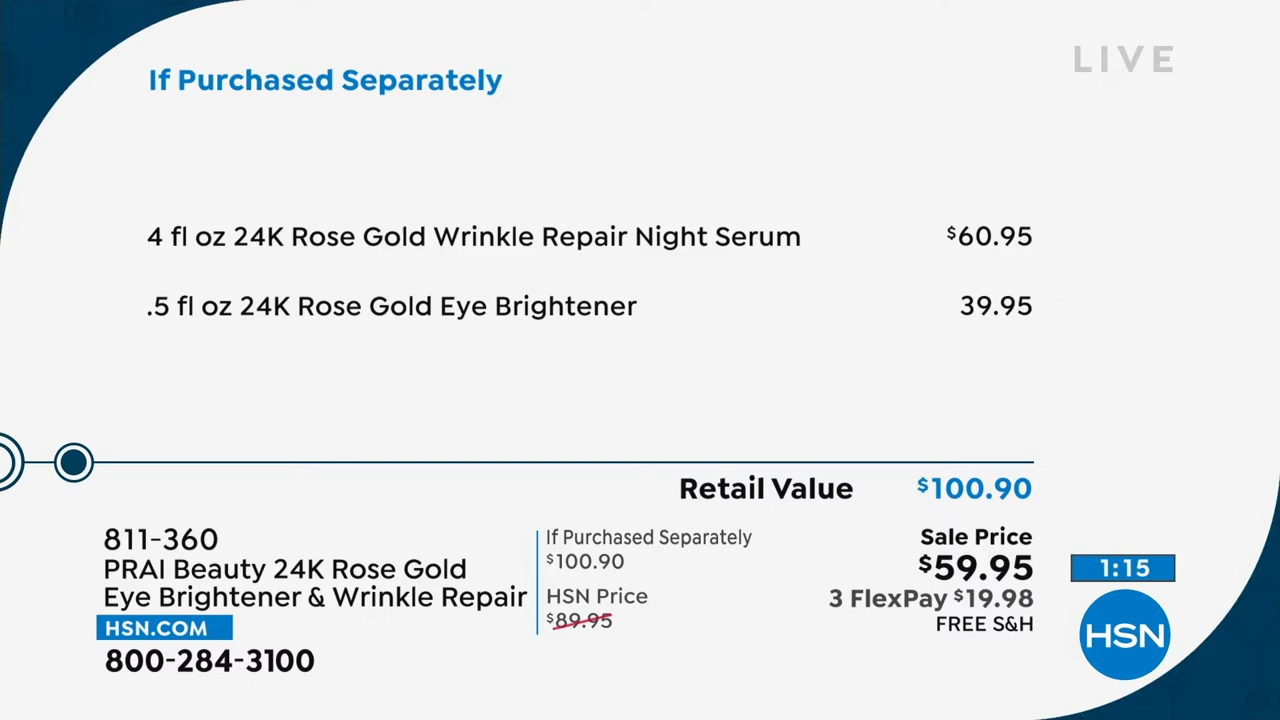 LIVE
If Purchased Separately
4 fl oz 24K Rose Gold Wrinkle Repair Night Serum $60.95
.5 fl oz 24K Rose Gold Eye Brightener 39.95
Retail Value $100.90
811-360
PRAI Beauty 24K Rose Gold
Eye Brightener & Wrinkle Repair
HSN.COM
800-284-3100
If Purchased Separately
$100.90
HSN Price
$89.95
Sale Price
$59.95
3 FlexPay $19.98
FREE S&H
1:15
HSN